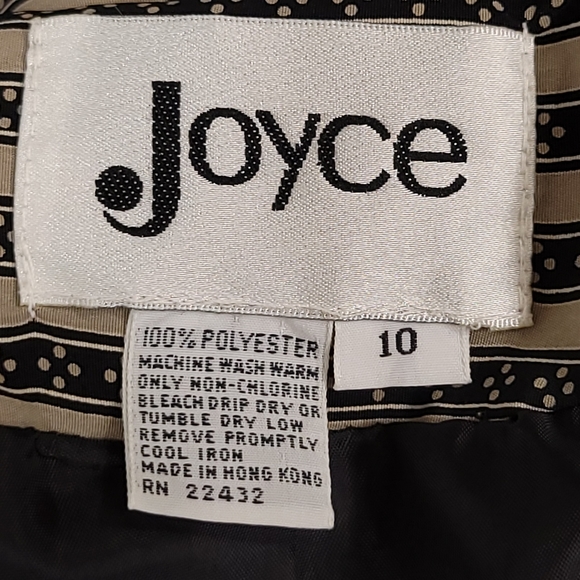 Joyce
10
100% POLYESTER
MACHINE WASH WARM
ONLY NON-CHLORINE
BLEACH DRIP DRY OR
TUMBLE DRY LOW
REMOVE PROMPTLY
COOL IRON
MADE IN HONG KONG
RN 22432